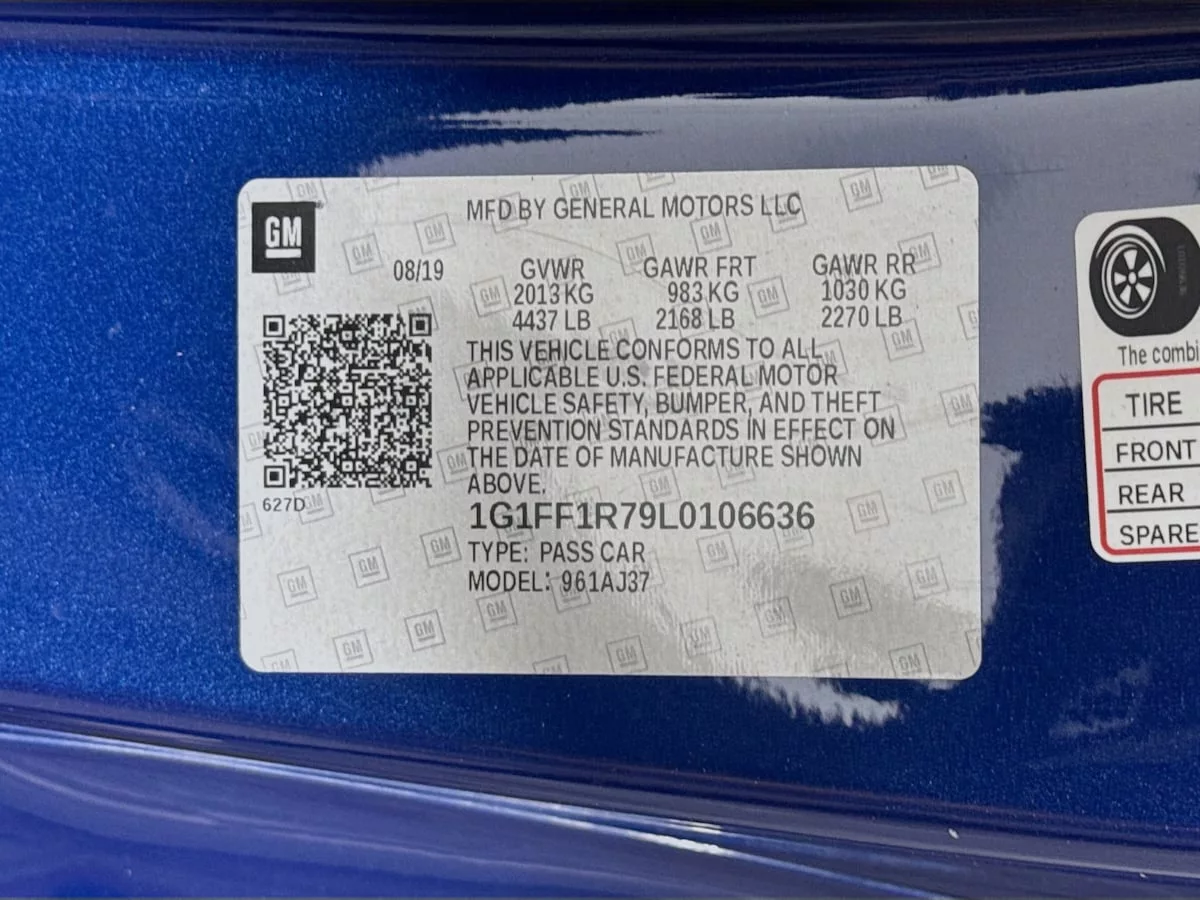 GM
MFD BY GENERAL MOTORS LLC
08/19
GVWR GAWR FRT GAWR RR
2013 KG 983 KG 1030 KG
4437 LB 2168 LB 2270 LB
THIS VEHICLE CONFORMS TO ALL
APPLICABLE U.S. FEDERAL MOTOR
VEHICLE SAFETY, BUMPER, AND THEFT
PREVENTION STANDARDS IN EFFECT ON
THE DATE OF MANUFACTURE SHOWN
ABOVE.
627D
1G1FF1R79L0106636
TYPE: PASS CAR
MODEL: 961AJ37
The combi
TIRE
FRONT
REAR
SPARE